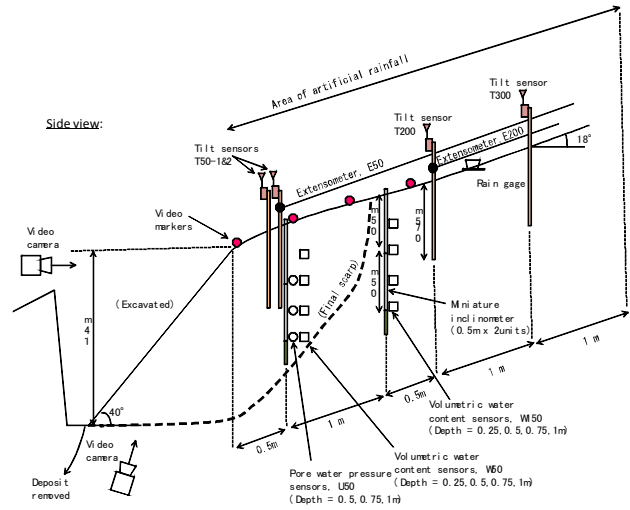 Side view:
Area of artificial rainfall
Tilt sensor
T300
Tilt sensor
T200
Tilt sensors
T50-1&2
Extensometer, E50
Extensometer, E200
18°
Rain gage
Video
markers
Video
camera
(Excavated)
(Final scarp)
Miniature
inclinometer
(0.5m x 2units)
40°
1 m
1 m
0.5m
1 m
0.5m
Volumetric water
content sensors, W150
(Depth = 0.25,0.5,0.75,1m)
Volumetric water
content sensors, W50
(Depth = 0.25,0.5,0.75,1m)
Pore water pressure
sensors, U50
(Depth = 0.5,0.75,1m)
Video
camera
Deposit
removed